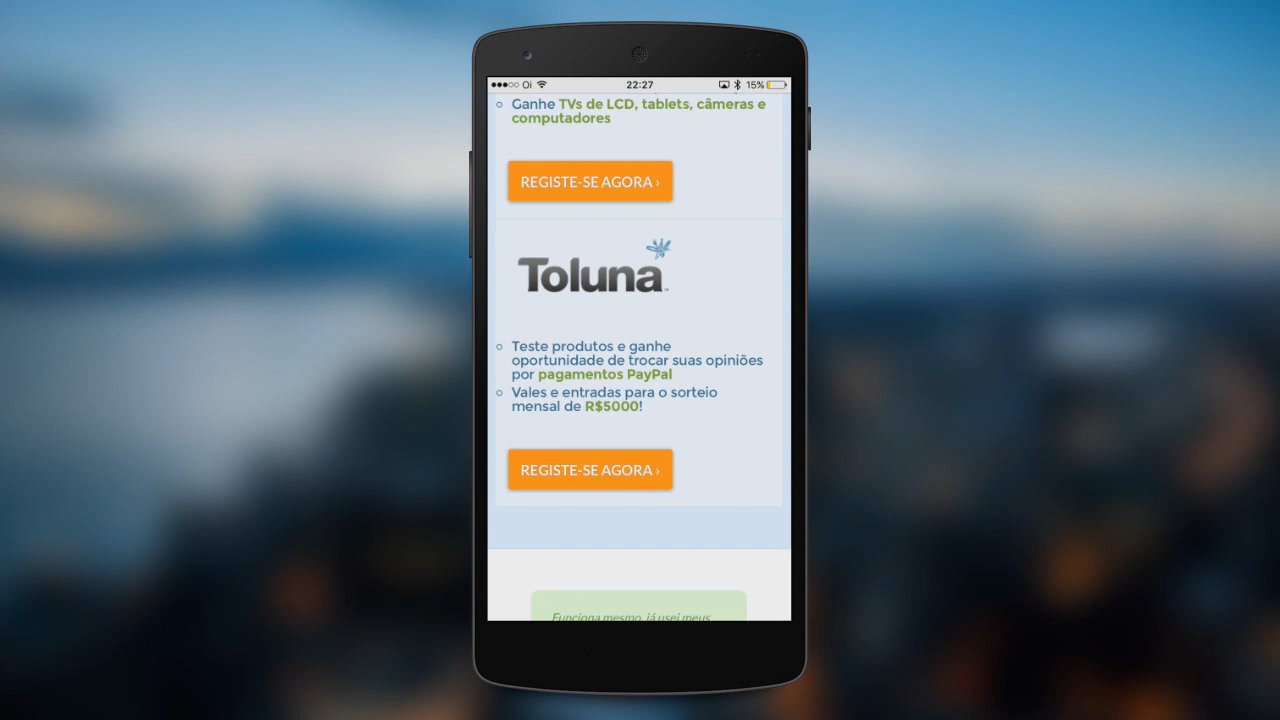 Oi 22:27 15%
Ganhe TVs de LCD, tablets, câmeras e
computadores
REGISTE-SE AGORA ›
Toluna
Teste produtos e ganhe
oportunidade de trocar suas opiniões
por pagamentos PayPal
Vales e entradas para o sorteio
mensal de R$5000!
REGISTE-SE AGORA ›
Funciona mesmo, já usei meus